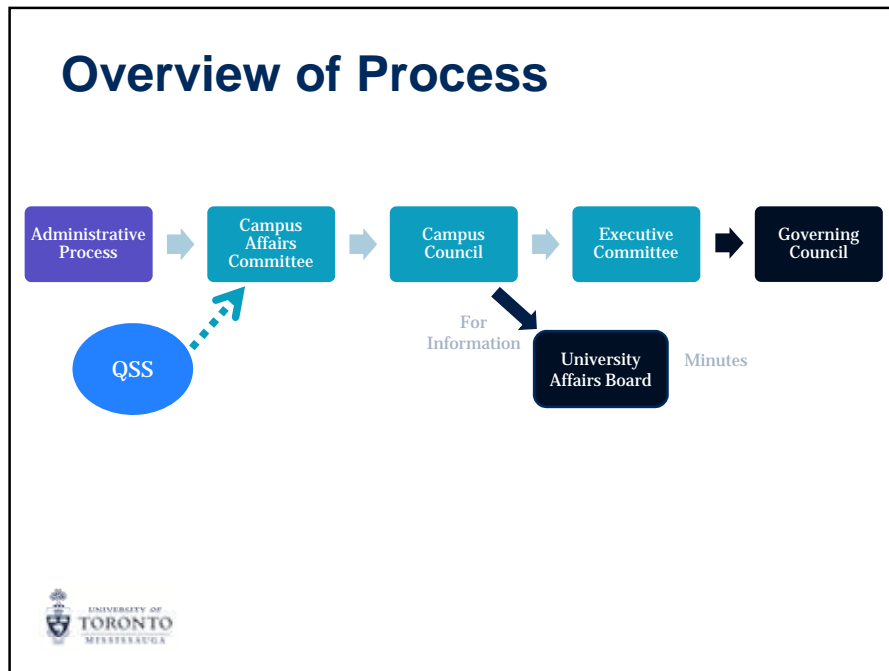 Overview of Process
Administrative
Process
Campus
Affairs
Committee
Campus
Council
Executive
Committee
Governing
Council
QSS
For
Information
University
Affairs Board
Minutes
UNIVERSITY OF
TORONTO
MISSISSAUGA